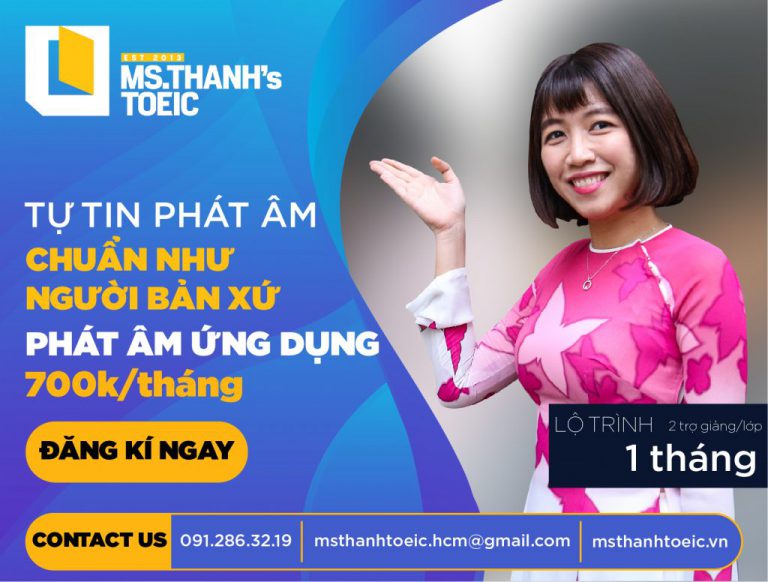 EST 2013
MS.THANH's
TOEIC
TỰ TIN PHÁT ÂM
CHUẨN NHƯ
NGƯỜI BẢN XỨ
PHÁT ÂM ỨNG DỤNG
700k/tháng
ĐĂNG KÍ NGAY
LỘ TRÌNH 2 trợ giảng/lớp
1 tháng
CONTACT US 091.286.32.19 msthanhtoeic.hcm@gmail.com msthanhtoeic.vn